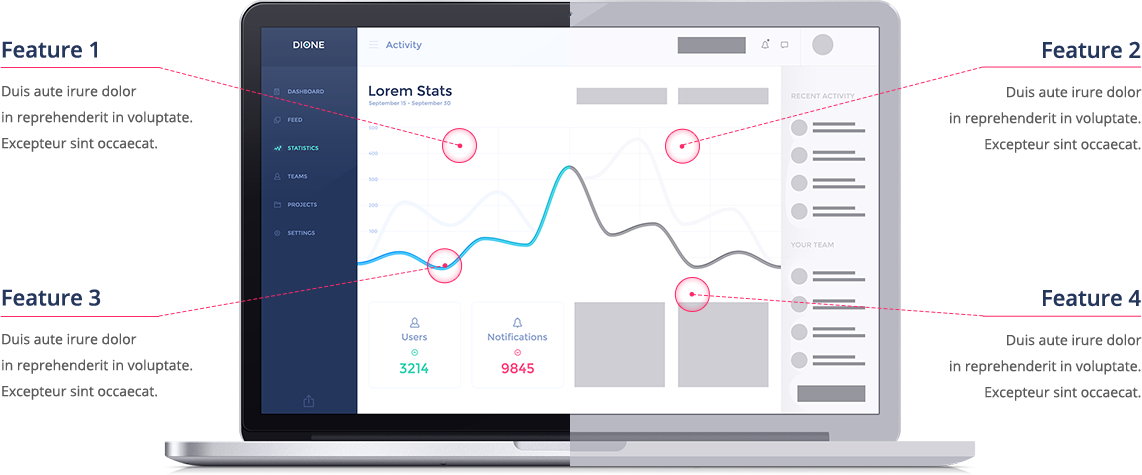 Feature 1
Duis aute irure dolor
in reprehenderit in voluptate.
Excepteur sint occaecat.
Feature 3
Duis aute irure dolor
in reprehenderit in voluptate.
Excepteur sint occaecat.
DIONE
DASHBOARD
FEED
STATISTICS
TEAMS
PROJECTS
SETTINGS
Activity
Lorem Stats
September 15 - September 30
500
400
300
200
100
Users
3214
Notifications
9845
RECENT ACTIVITY
YOUR TEAM
Feature 2
Duis aute irure dolor
in reprehenderit in voluptate.
Excepteur sint occaecat.
Feature 4
Duis aute irure dolor
in reprehenderit in voluptate.
Excepteur sint occaecat.